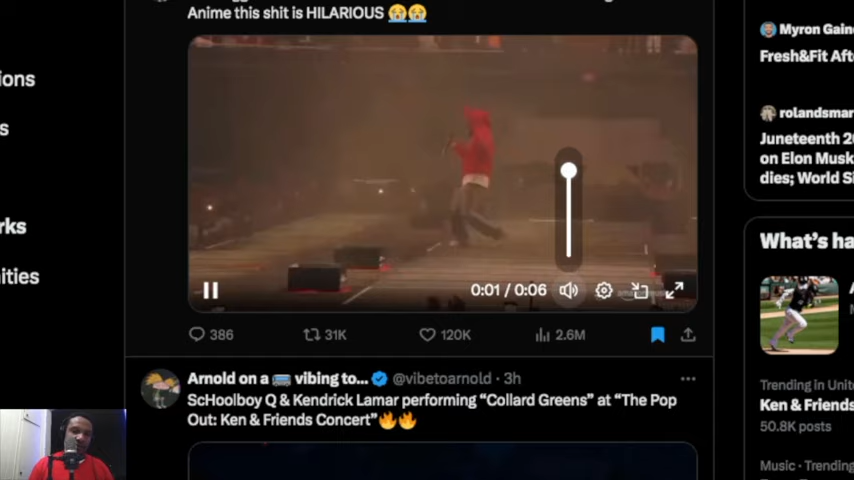 Anime this shit is HILARIOUS 😭😭
Myron Gain
Fresh&Fit Aft
ions
rolandsmar
s
Juneteenth 2
on Elon Musk
dies; World S
rks
What's ha
nities
0:01 / 0:06
386
31K
120K
2.6M
Arnold on a 🚌 vibing to... @vibetoarnold · 3h
ScHoolboy Q & Kendrick Lamar performing “Collard Greens” at “The Pop
Out: Ken & Friends Concert”🔥🔥
Trending in Unit
Ken & Friends
50.8K posts
Music · Trending